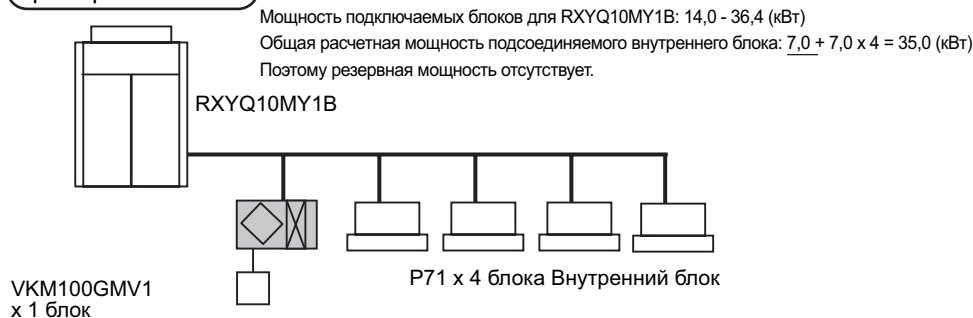 Мощность подключаемых блоков для RXYQ10MY1B: 14,0 - 36,4 (кВт)
Общая расчетная мощность подсоединяемого внутреннего блока: 7,0 + 7,0 x 4 = 35,0 (кВт)
Поэтому резервная мощность отсутствует.
RXYQ10MY1B
P71 x 4 блока Внутренний блок
VKM100GMV1
x 1 блок